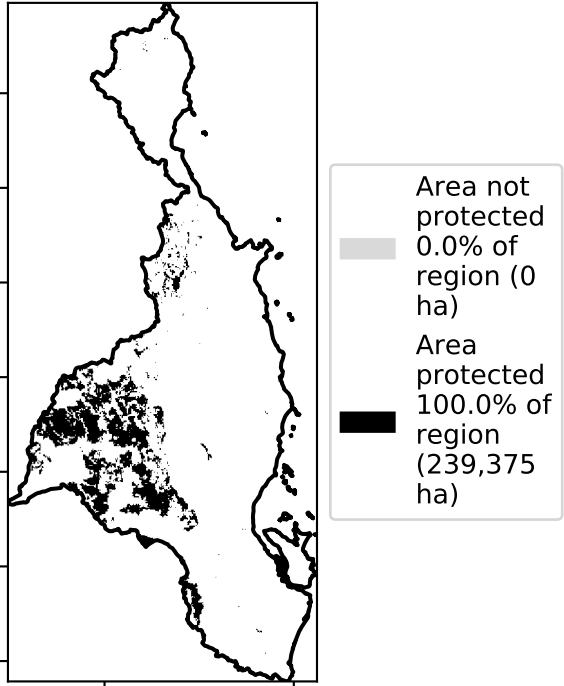 Area not
protected
0.0% of
region (0
ha)
Area
protected
100.0% of
region
(239,375
ha)